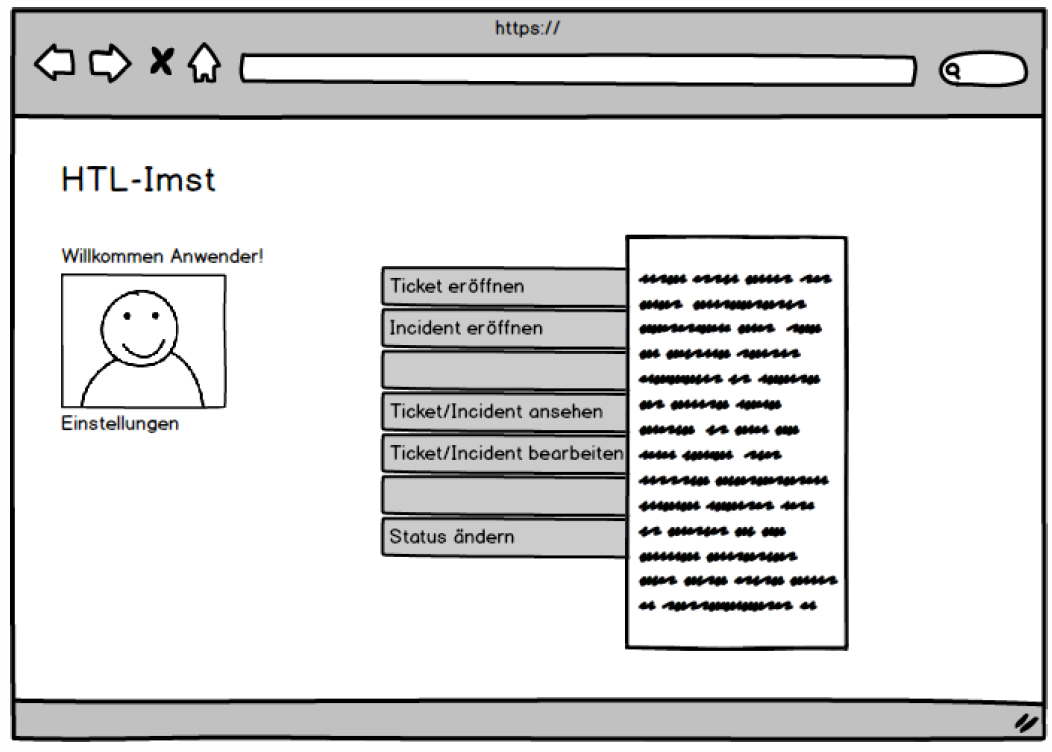 https://
HTL-Imst
Willkommen Anwender!
Einstellungen
Ticket eröffnen
Incident eröffnen
Ticket/Incident ansehen
Ticket/Incident bearbeiten
Status ändern